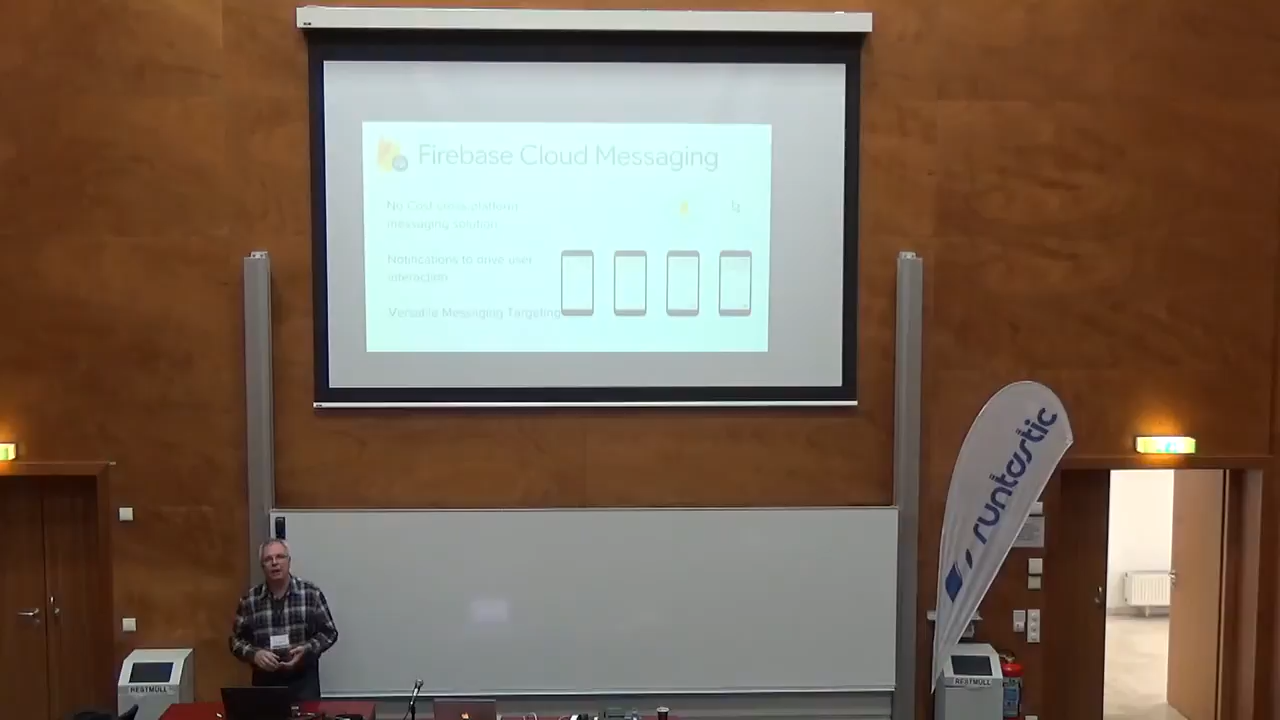 Firebase Cloud Messaging
No Cost cross-platform
messaging solution
Notifications to drive user
interaction
Versatile Messaging Targeting
runtastic
RESTMÜLL
RESTMÜLL